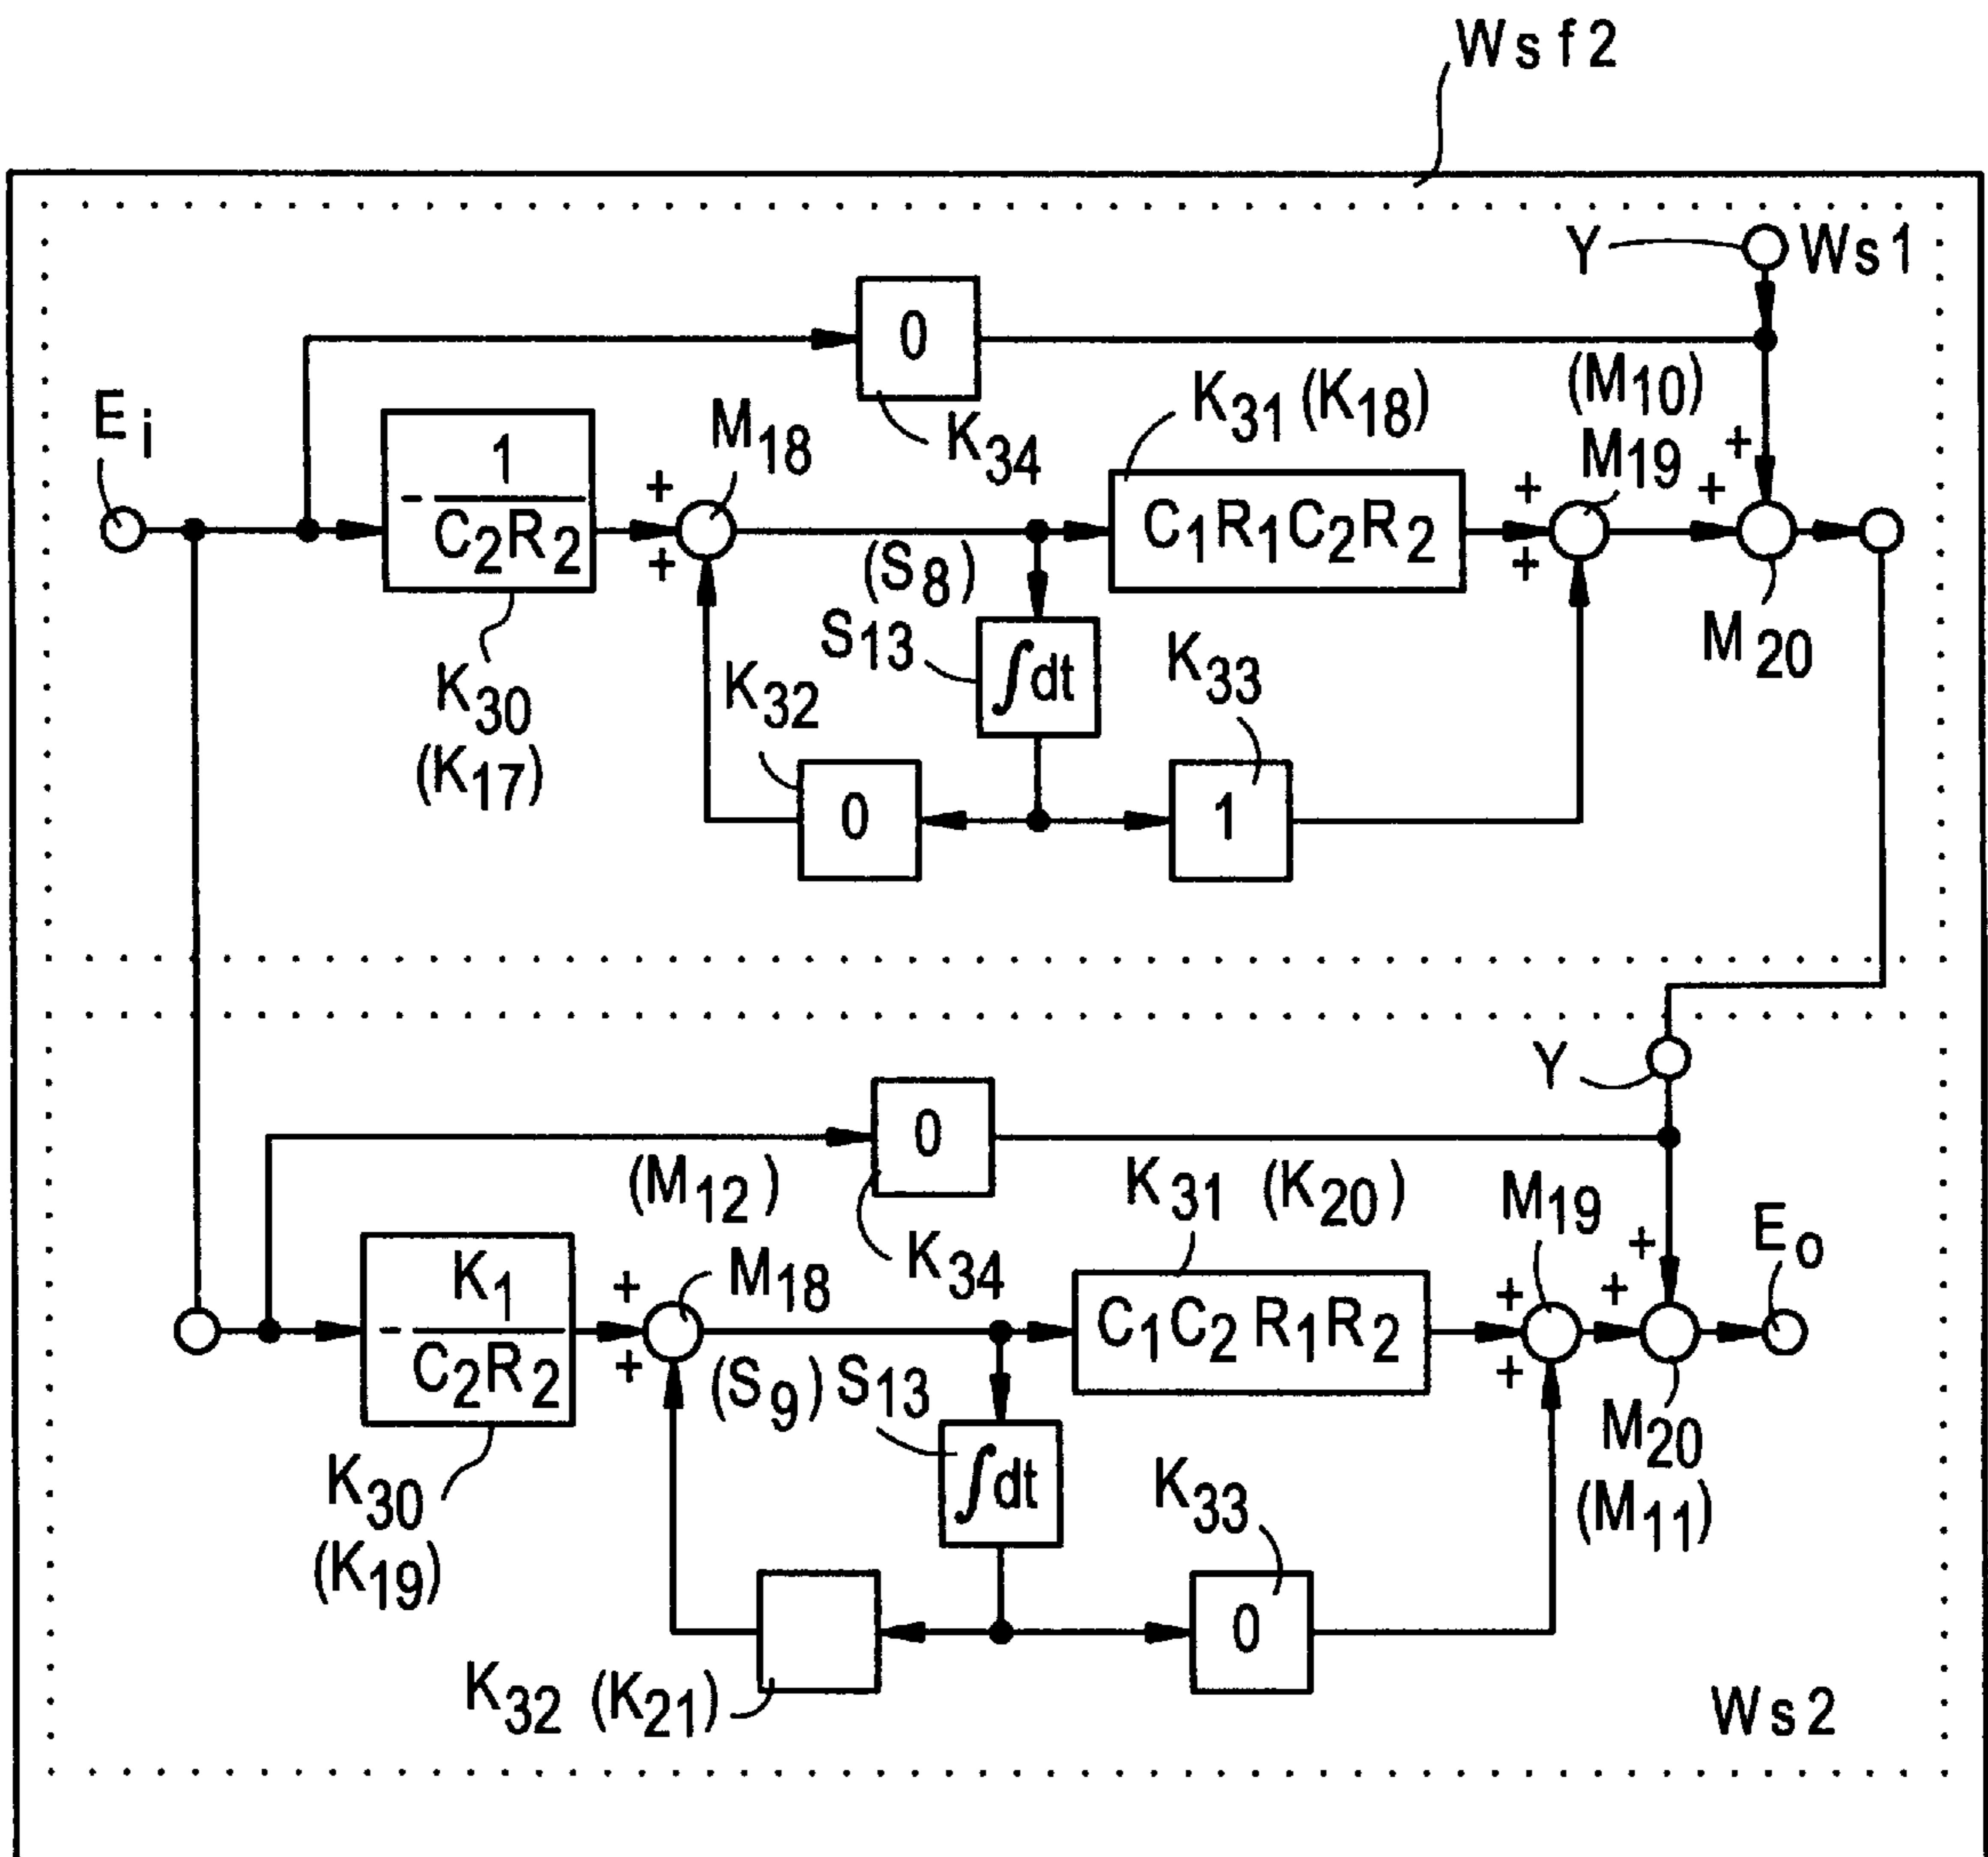 Wsf2
Y
Ws1
0
Ei
K34
K31 (K18)
(M10)
M18
M19
+
+
+
+
1
- C2R2
+
+
C1R1C2R2
+
(S8)
S13
∫dt
M20
K30
(K17)
K32
K33
0
1
Y
0
(M12)
K34
K31 (K20)
M19
Eo
K1
- C2R2
+
+
M18
C1C2 R1R2
+
+
+
+
(S9) S13
∫dt
M20
(M11)
K30
(K19)
K33
0
K32 (K21)
Ws2